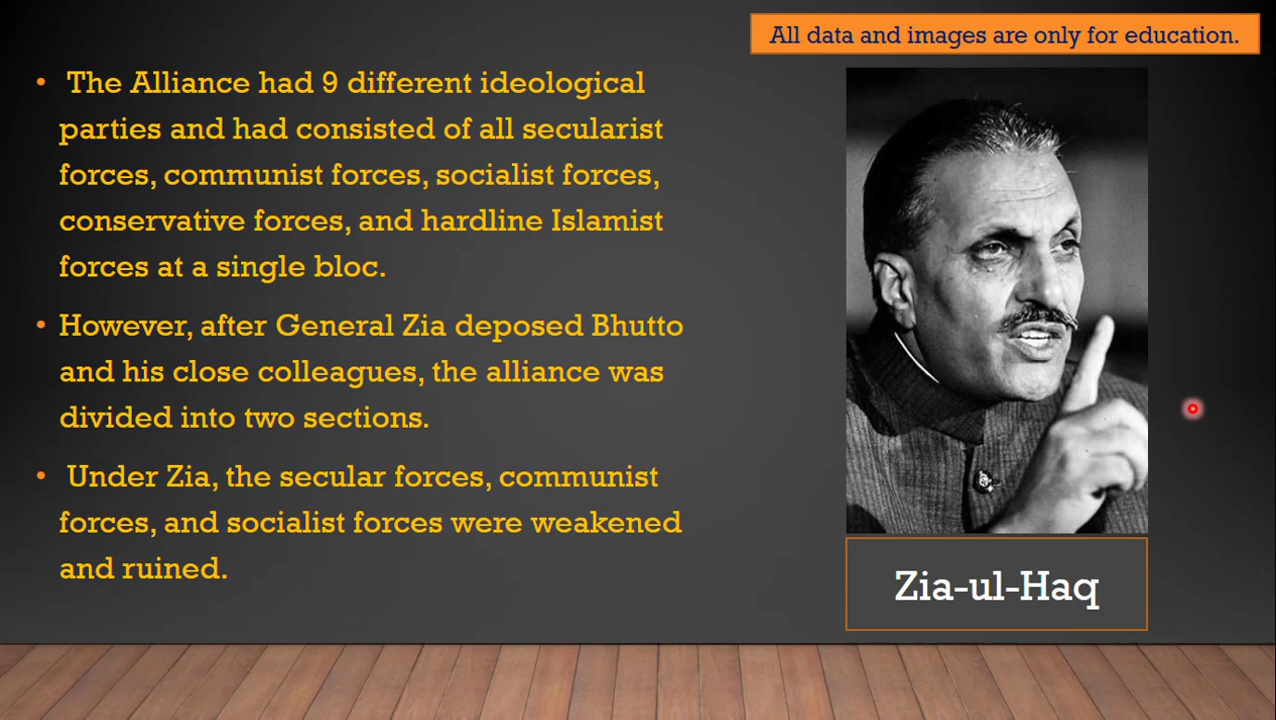 All data and images are only for education.
• The Alliance had 9 different ideological
parties and had consisted of all secularist
forces, communist forces, socialist forces,
conservative forces, and hardline Islamist
forces at a single bloc.
• However, after General Zia deposed Bhutto
and his close colleagues, the alliance was
divided into two sections.
• Under Zia, the secular forces, communist
forces, and socialist forces were weakened
and ruined.
Zia-ul-Haq